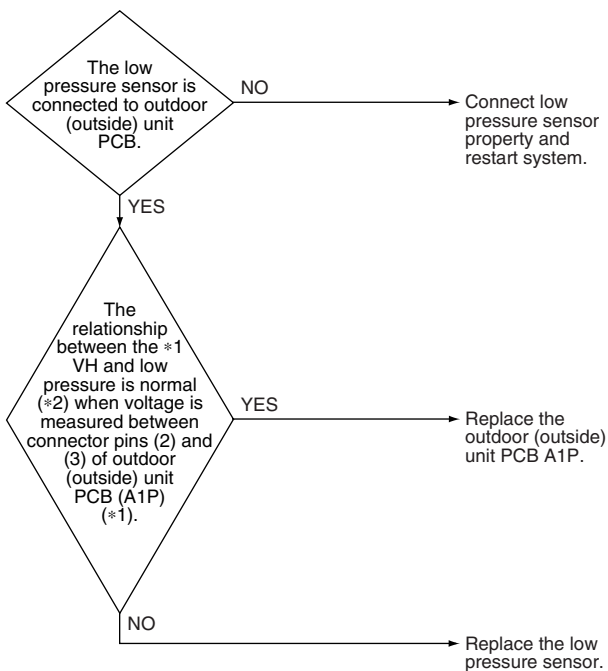 The low
pressure sensor is
connected to outdoor
(outside) unit
PCB.
NO
Connect low
pressure sensor
property and
restart system.
YES
The
relationship
between the *1
VH and low
pressure is normal
(*2) when voltage is
measured between
connector pins (2) and
(3) of outdoor
(outside) unit
PCB (A1P)
(*1).
YES
Replace the
outdoor (outside)
unit PCB A1P.
NO
Replace the low
pressure sensor.